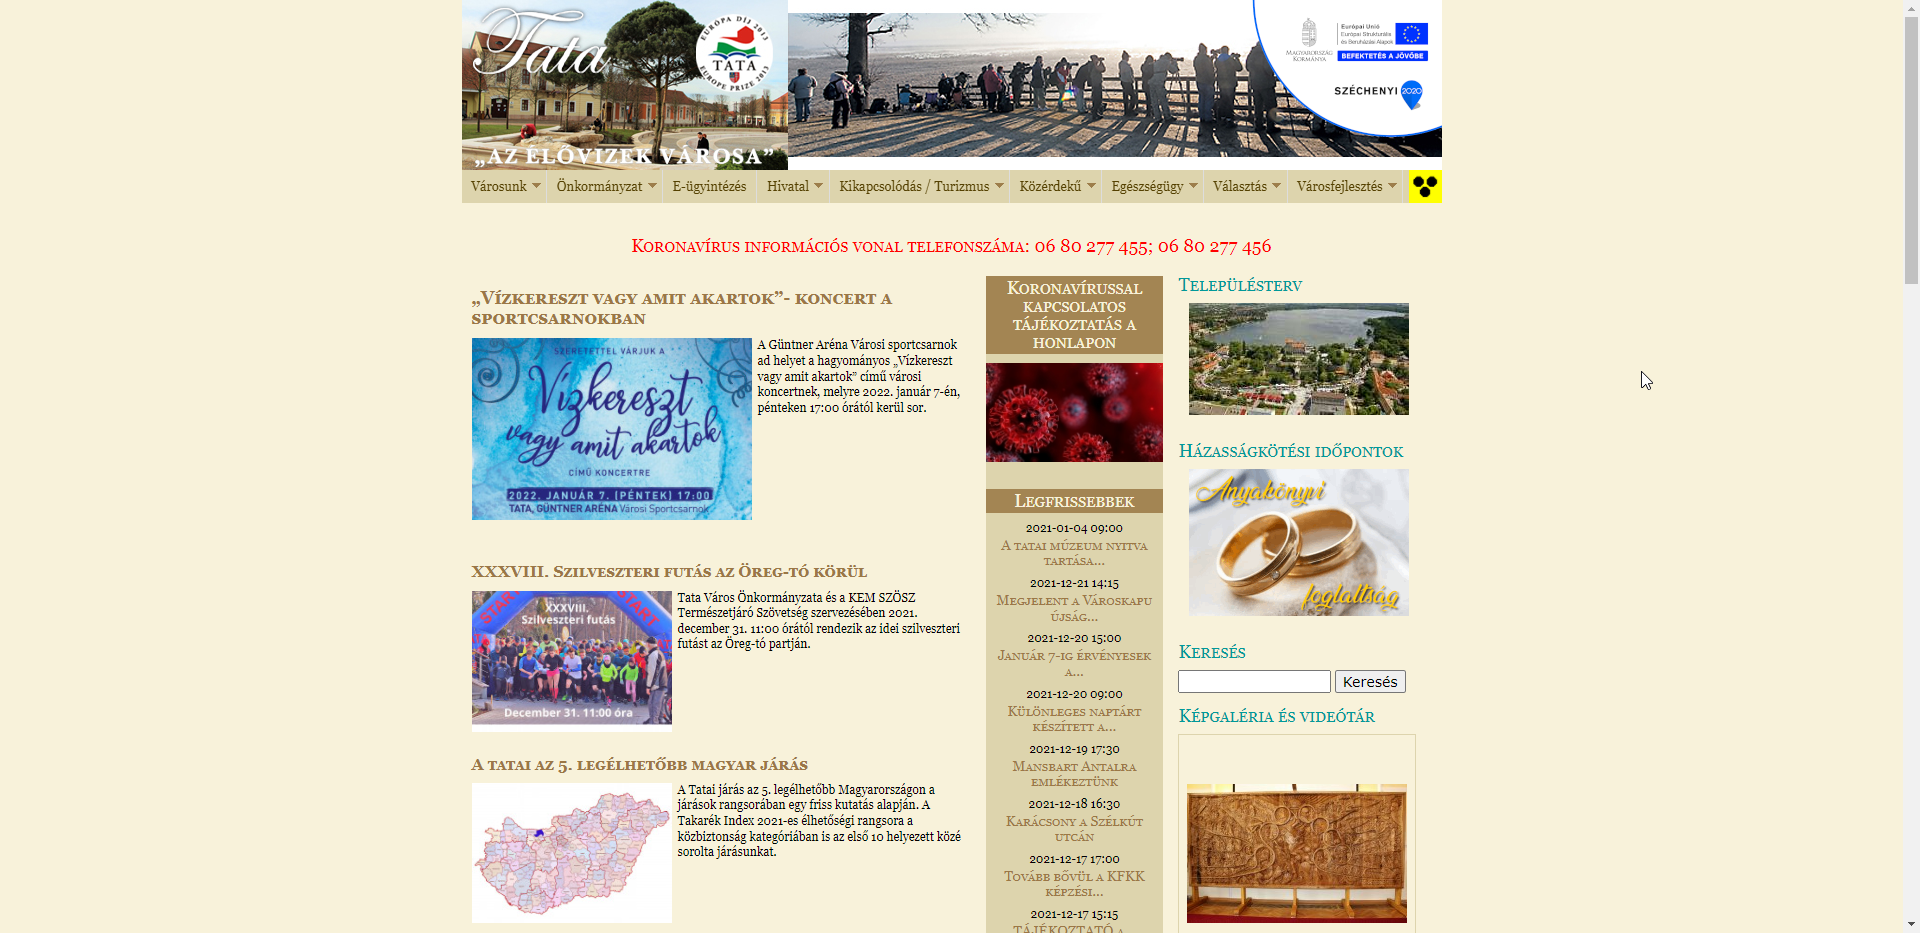 Tata
EURÓPA DÍJ 2013
TATA
EUROPE PRIZE 2013
„AZ ÉLŐVIZEK VÁROSA”
MAGYARORSZÁG
KORMÁNYA
Európai Unió
Európai Strukturális
és Beruházási Alapok
BEFEKTETÉS A JÖVŐBE
SZÉCHENYI 2020
Városunk Önkormányzat E-ügyintézés Hivatal Kikapcsolódás / Turizmus Közérdekű Egészségügy Választás Városfejlesztés
Koronavírus információs vonal telefonszáma: 06 80 277 455; 06 80 277 456
„Vízkereszt vagy amit akartok”- koncert a
sportcsarnokban
SZERETETTEL VÁRJUK A
Vízkereszt
vagy amit akartok
CÍMŰ KONCERTRE
2022. JANUÁR 7. (PÉNTEK) 17:00
TATA, GÜNTNER ARÉNA Városi Sportcsarnok
A Güntner Aréna Városi sportcsarnok
ad helyet a hagyományos „Vízkereszt
vagy amit akartok” című városi
koncertnek, melyre 2022. január 7-én,
pénteken 17:00 órától kerül sor.
XXXVIII. Szilveszteri futás az Öreg-tó körül
START
START
XXXVIII.
Szilveszteri futás
December 31. 11:00 óra
Tata Város Önkormányzata és a KEM SZÖSZ
Természetjáró Szövetség szervezésében 2021.
december 31. 11:00 órától rendezik az idei szilveszteri
futást az Öreg-tó partján.
A tatai az 5. legélhetőbb magyar járás
A Tatai járás az 5. legélhetőbb Magyarországon a
járások rangsorában egy friss kutatás alapján. A
Takarék Index 2021-es élhetőségi rangsora a
közbiztonság kategóriában is az első 10 helyezett közé
sorolta járásunkat.
Koronavírussal
kapcsolatos
tájékoztatás a
honlapon
Legfrissebbek
2021-01-04 09:00
A tatai múzeum nyitva
tartása...
2021-12-21 14:15
Megjelent a Városkapu
újság...
2021-12-20 15:00
Január 7-ig érvényesek
a...
2021-12-20 09:00
Különleges naptárt
készített a...
2021-12-19 17:30
Mansbart Antalra
emlékeztünk
2021-12-18 16:30
Karácsony a Szélkút
utcán
2021-12-17 17:00
Tovább bővül a KFKK
képzési...
2021-12-17 15:15
TÁJÉKOZTATÓ a
Településterv
Házasságkötési időpontok
Anyakönyvi
foglaltság
Keresés
Keresés
Képgaléria és videótár